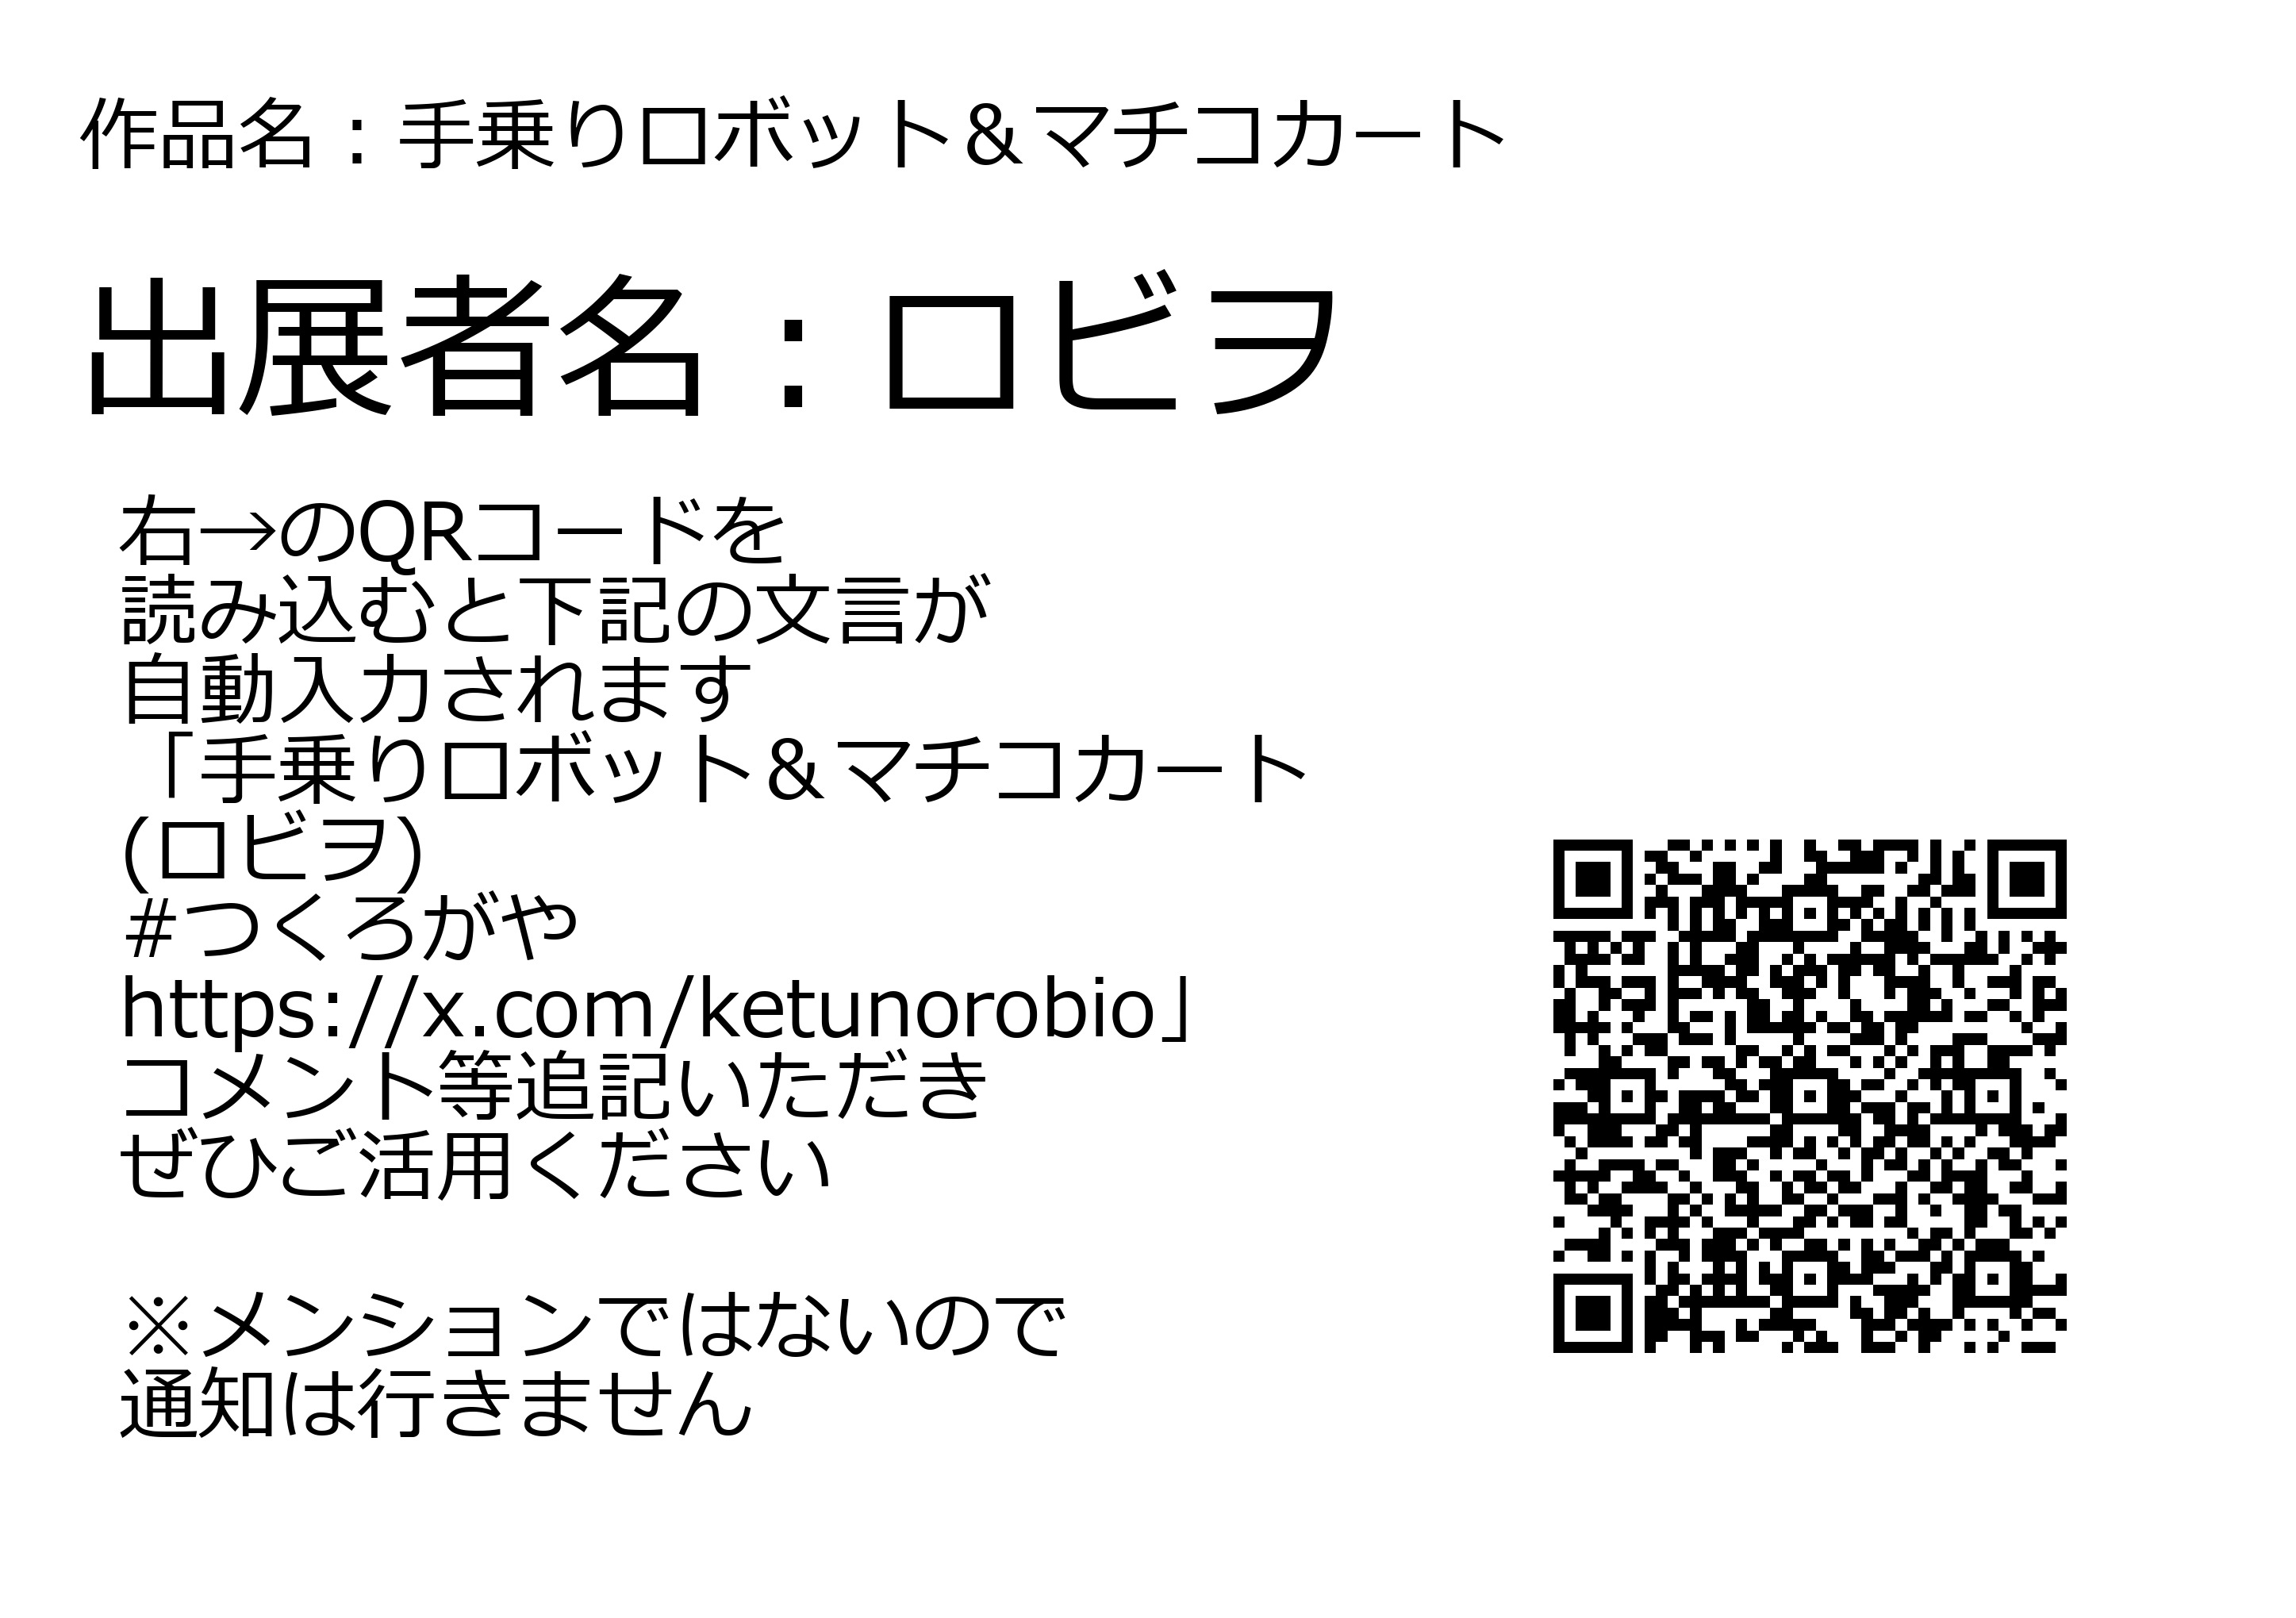 作品名：手乗りロボット＆マチコカート
出展者名：ロビヲ
右→のQRコードを
読み込むと下記の文言が
自動入力されます
「手乗りロボット＆マチコカート
(ロビヲ)
#つくろがや
https://x.com/ketunorobio」
コメント等追記いただき
ぜひご活用ください
※メンションではないので
通知は行きません